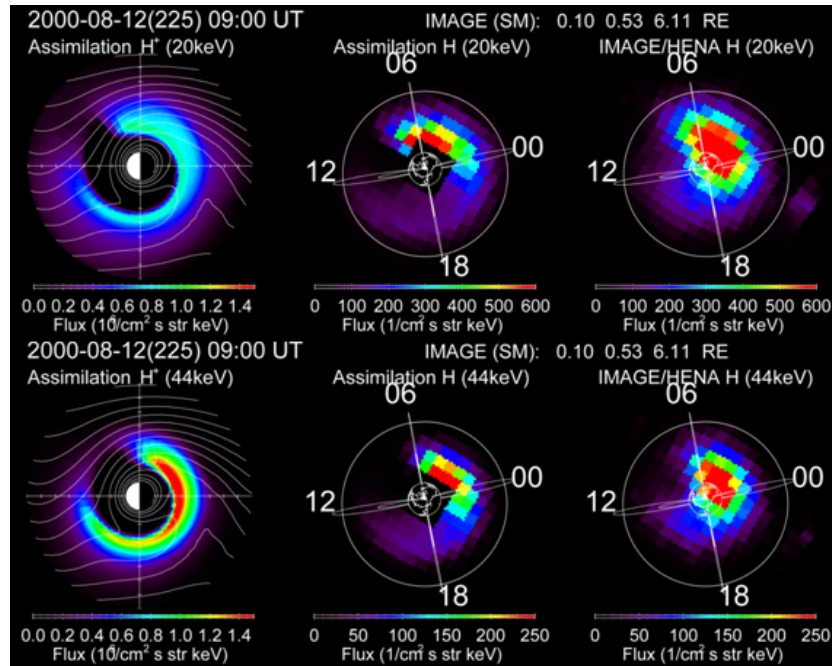 2000-08-12(225) 09:00 UT IMAGE (SM): 0.10 0.53 6.11 RE
Assimilation H⁺ (20keV) Assimilation H (20keV) IMAGE/HENA H (20keV)
06 06
00 00
12 12
18 18
0.0 0.2 0.4 0.6 0.8 1.0 1.2 1.4 0 100 200 300 400 500 600 0 100 200 300 400 500 600
Flux (10⁶/cm² s str keV) Flux (1/cm² s str keV) Flux (1/cm² s str keV)
2000-08-12(225) 09:00 UT IMAGE (SM): 0.10 0.53 6.11 RE
Assimilation H⁺ (44keV) Assimilation H (44keV) IMAGE/HENA H (44keV)
06 06
00 00
12 12
18 18
0.0 0.2 0.4 0.6 0.8 1.0 1.2 1.4 0 50 100 150 200 250 0 50 100 150 200 250
Flux (10⁶/cm² s str keV) Flux (1/cm² s str keV) Flux (1/cm² s str keV)